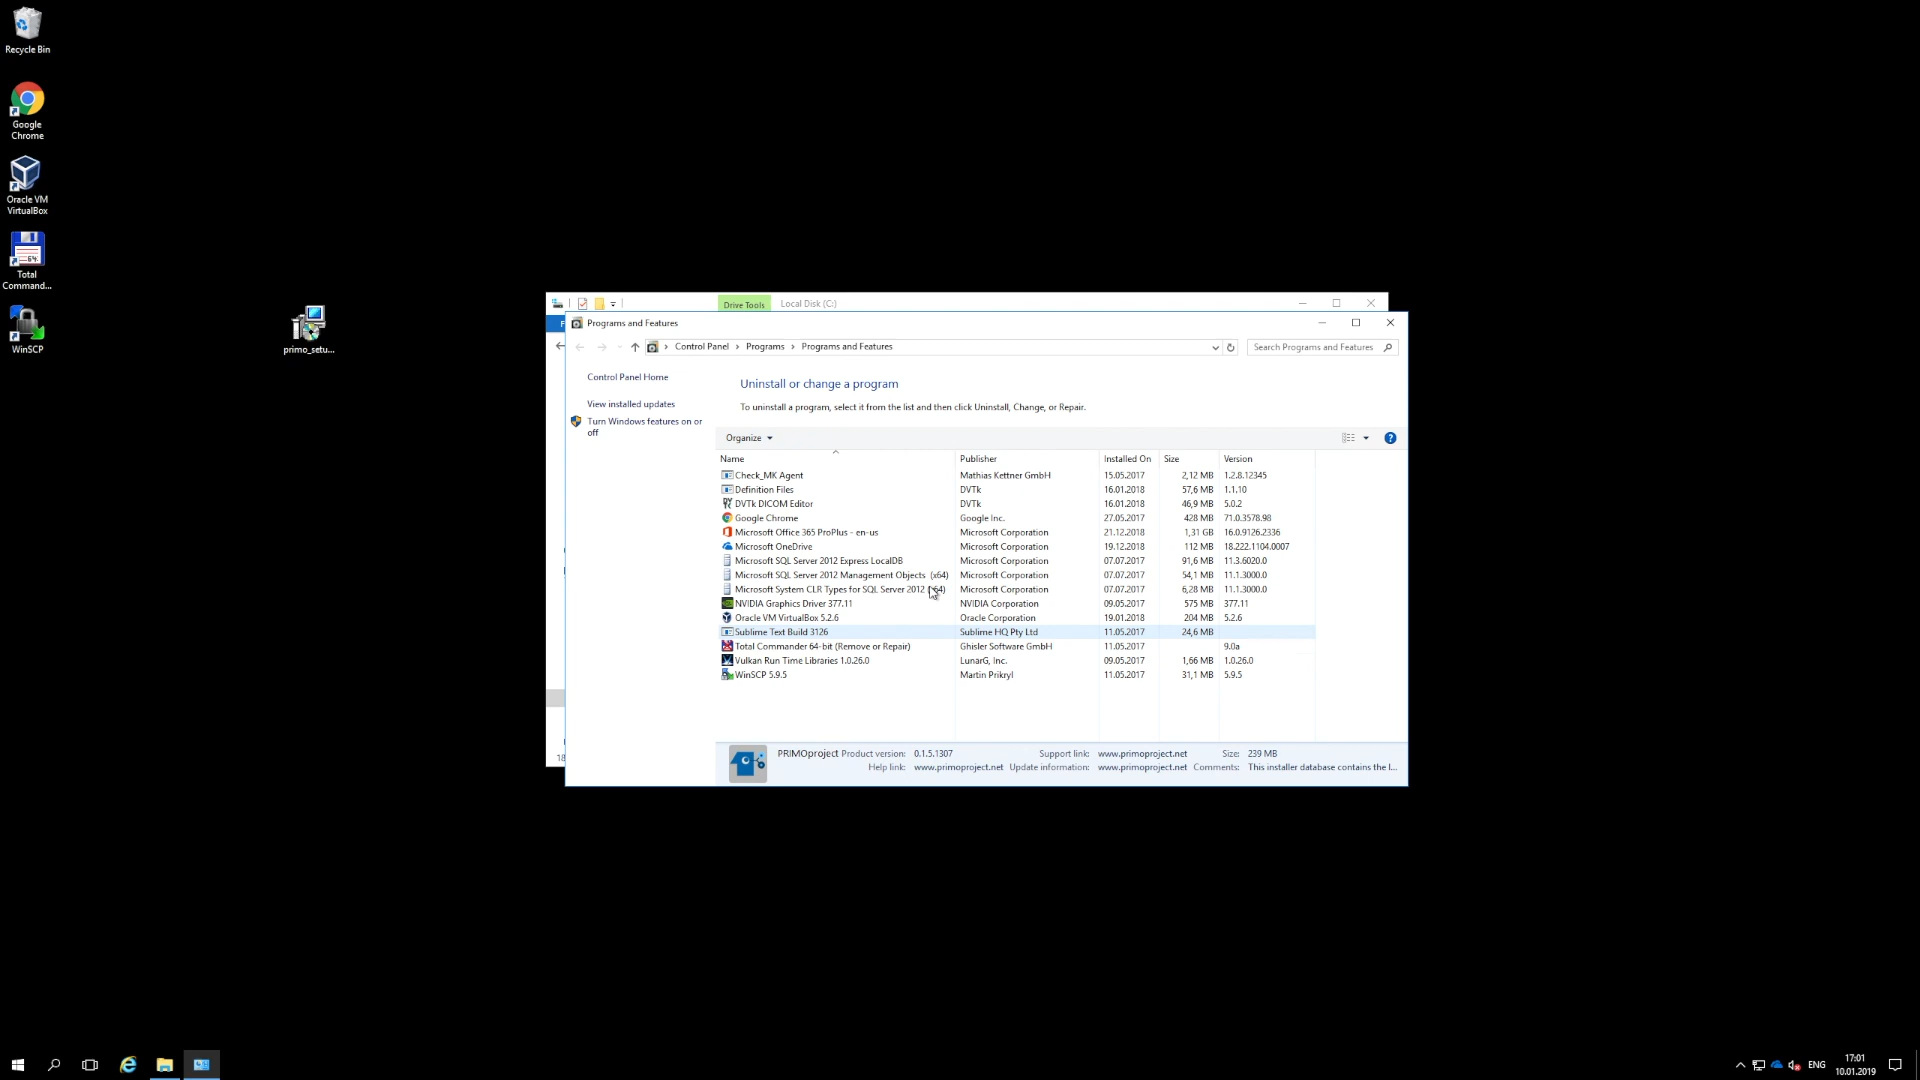 Recycle Bin
Google
Chrome
Oracle VM
VirtualBox
64
Total
Command...
WinSCP
primo_setu...
Drive Tools
Local Disk (C:)
F
Programs and Features
Control Panel > Programs > Programs and Features
Search Programs and Features
Control Panel Home
View installed updates
Turn Windows features on or
off
Uninstall or change a program
To uninstall a program, select it from the list and then click Uninstall, Change, or Repair.
Organize
Name Publisher Installed On Size Version
Check_MK Agent Mathias Kettner GmbH 15.05.2017 2,12 MB 1.2.8.12345
Definition Files DVTk 16.01.2018 57,6 MB 1.1.10
DVTk DICOM Editor DVTk 16.01.2018 46,9 MB 5.0.2
Google Chrome Google Inc. 27.05.2017 428 MB 71.0.3578.98
Microsoft Office 365 ProPlus - en-us Microsoft Corporation 21.12.2018 1,31 GB 16.0.9126.2336
Microsoft OneDrive Microsoft Corporation 19.12.2018 112 MB 18.222.1104.0007
Microsoft SQL Server 2012 Express LocalDB Microsoft Corporation 07.07.2017 91,6 MB 11.3.6020.0
Microsoft SQL Server 2012 Management Objects (x64) Microsoft Corporation 07.07.2017 54,1 MB 11.1.3000.0
Microsoft System CLR Types for SQL Server 2012 (x64) Microsoft Corporation 07.07.2017 6,28 MB 11.1.3000.0
NVIDIA Graphics Driver 377.11 NVIDIA Corporation 09.05.2017 575 MB 377.11
Oracle VM VirtualBox 5.2.6 Oracle Corporation 19.01.2018 204 MB 5.2.6
Sublime Text Build 3126 Sublime HQ Pty Ltd 11.05.2017 24,6 MB
Total Commander 64-bit (Remove or Repair) Ghisler Software GmbH 11.05.2017 9.0a
Vulkan Run Time Libraries 1.0.26.0 LunarG, Inc. 09.05.2017 1,66 MB 1.0.26.0
WinSCP 5.9.5 Martin Prikryl 11.05.2017 31,1 MB 5.9.5
18
PRIMOproject Product version: 0.1.5.1307 Support link: www.primoproject.net Size: 239 MB
Help link: www.primoproject.net Update information: www.primoproject.net Comments: This installer database contains the l...
ENG
17:01
10.01.2019